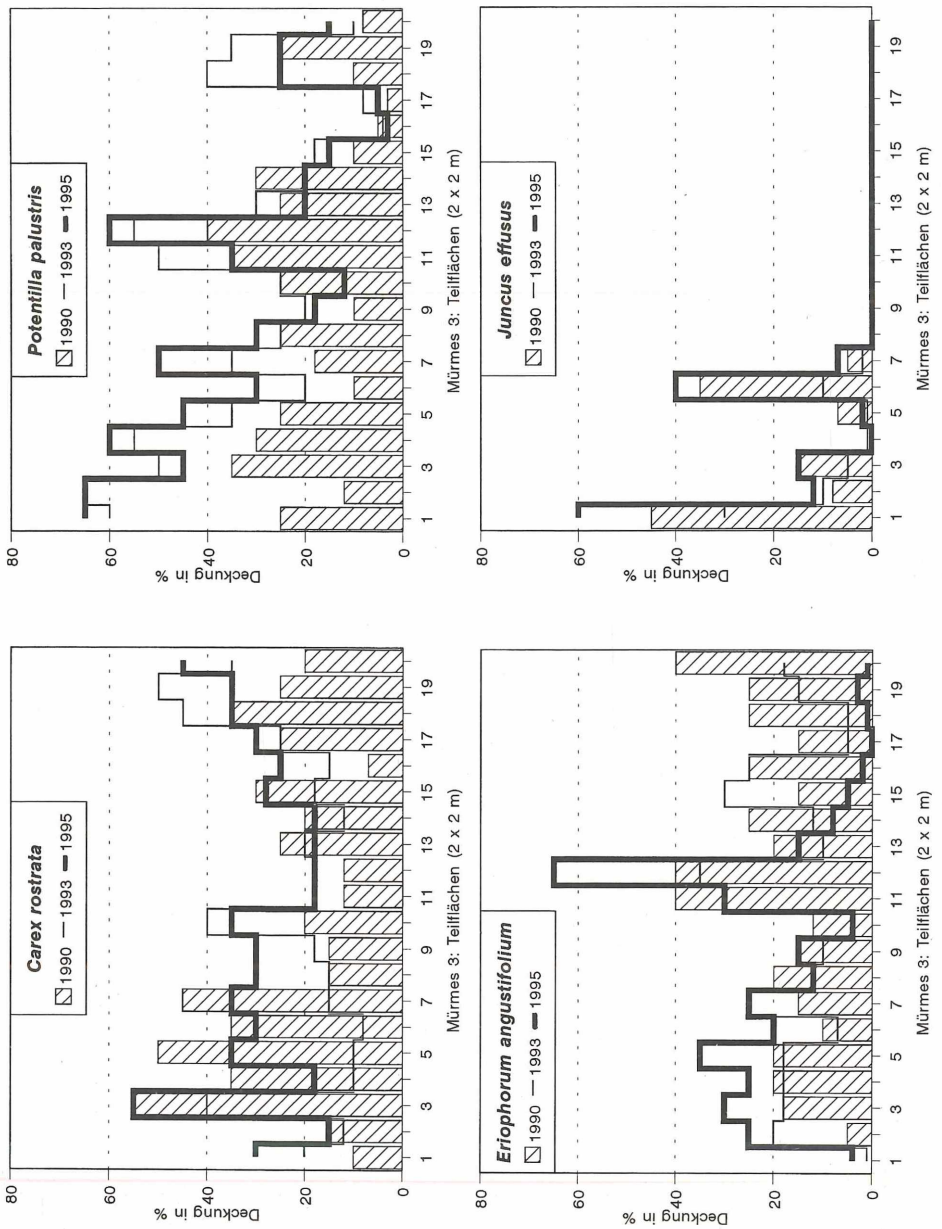 Carex rostrata
1990 — 1993 — 1995
Deckung in %
80
60
40
20
0
1 3 5 7 9 11 13 15 17 19
Mürmes 3: Teilflächen (2 x 2 m)
Potentilla palustris
1990 — 1993 — 1995
Deckung in %
80
60
40
20
0
1 3 5 7 9 11 13 15 17 19
Mürmes 3: Teilflächen (2 x 2 m)
Eriophorum angustifolium
1990 — 1993 — 1995
Deckung in %
80
60
40
20
0
1 3 5 7 9 11 13 15 17 19
Mürmes 3: Teilflächen (2 x 2 m)
Juncus effusus
1990 — 1993 — 1995
Deckung in %
80
60
40
20
0
1 3 5 7 9 11 13 15 17 19
Mürmes 3: Teilflächen (2 x 2 m)